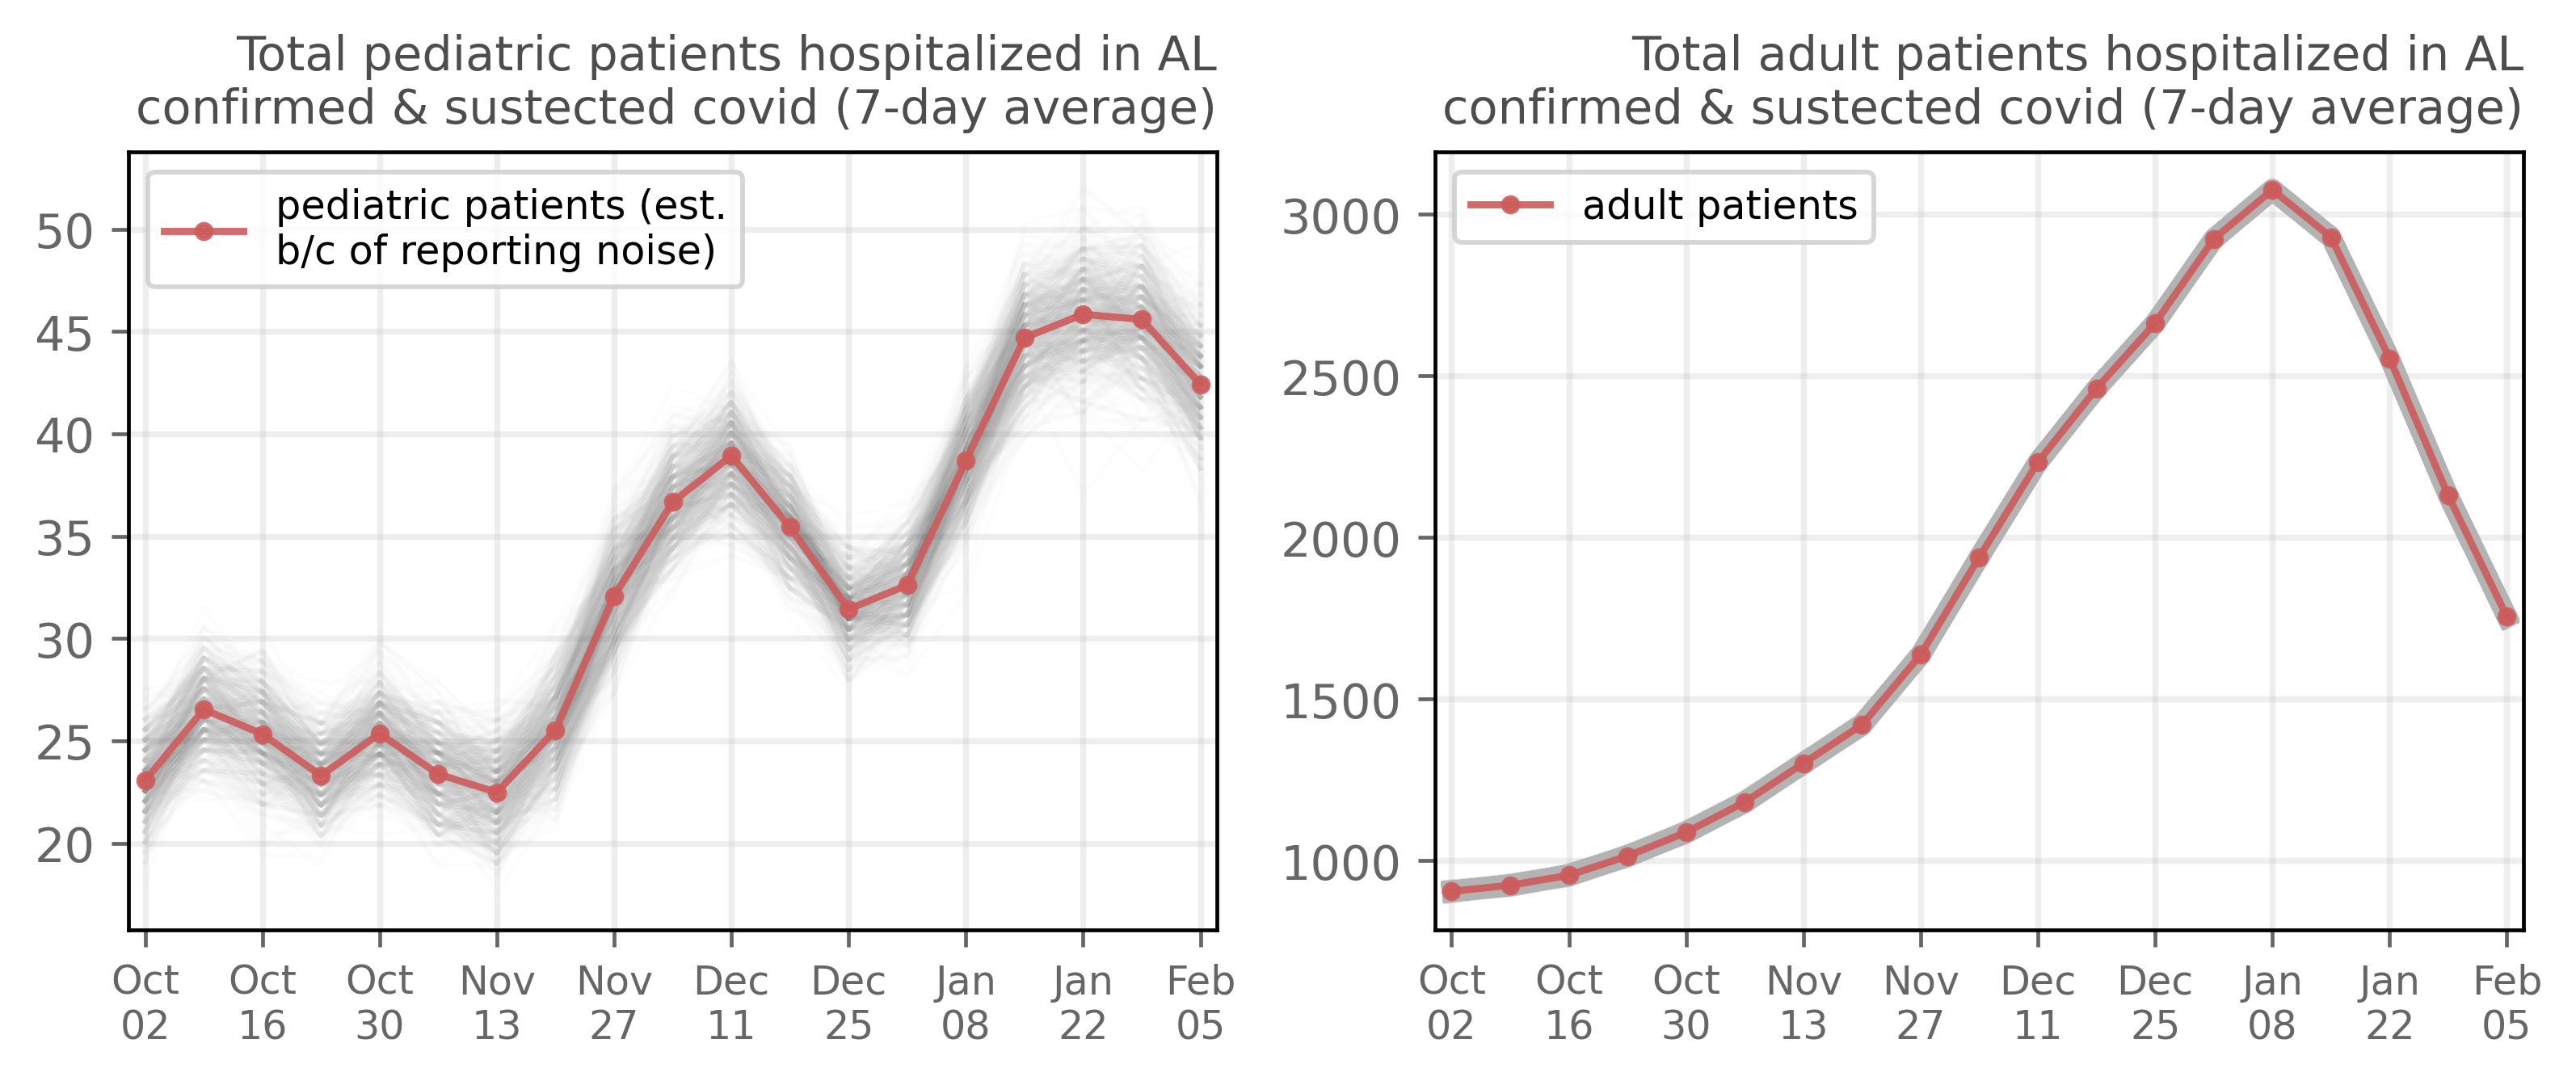 Total pediatric patients hospitalized in AL
confirmed & sustected covid (7-day average)
pediatric patients (est.
b/c of reporting noise)
50
45
40
35
30
25
20
Oct Oct Oct Nov Nov Dec Dec Jan Jan Feb
02 16 30 13 27 11 25 08 22 05
Total adult patients hospitalized in AL
confirmed & sustected covid (7-day average)
adult patients
3000
2500
2000
1500
1000
Oct Oct Oct Nov Nov Dec Dec Jan Jan Feb
02 16 30 13 27 11 25 08 22 05